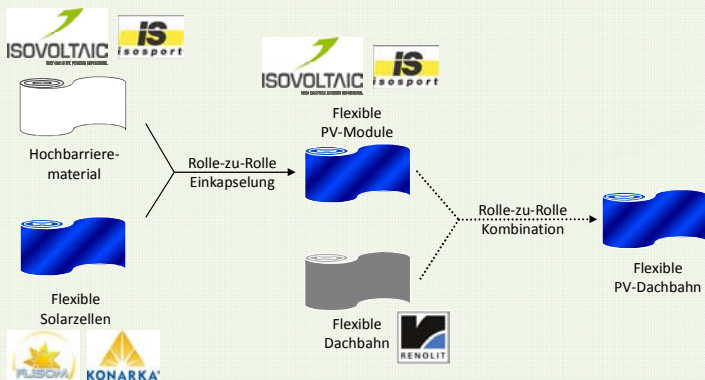 ISOVOLTAIC
iS
isosport
ISOVOLTAIC
iS
isosport
Flexible
PV-Module
Hochbarriere-
material
Rolle-zu-Rolle
Einkapselung
Rolle-zu-Rolle
Kombination
Flexible
Solarzellen
Flexible
Dachbahn
Flexible
PV-Dachbahn
RENOLIT
FLISOM
KONARKA